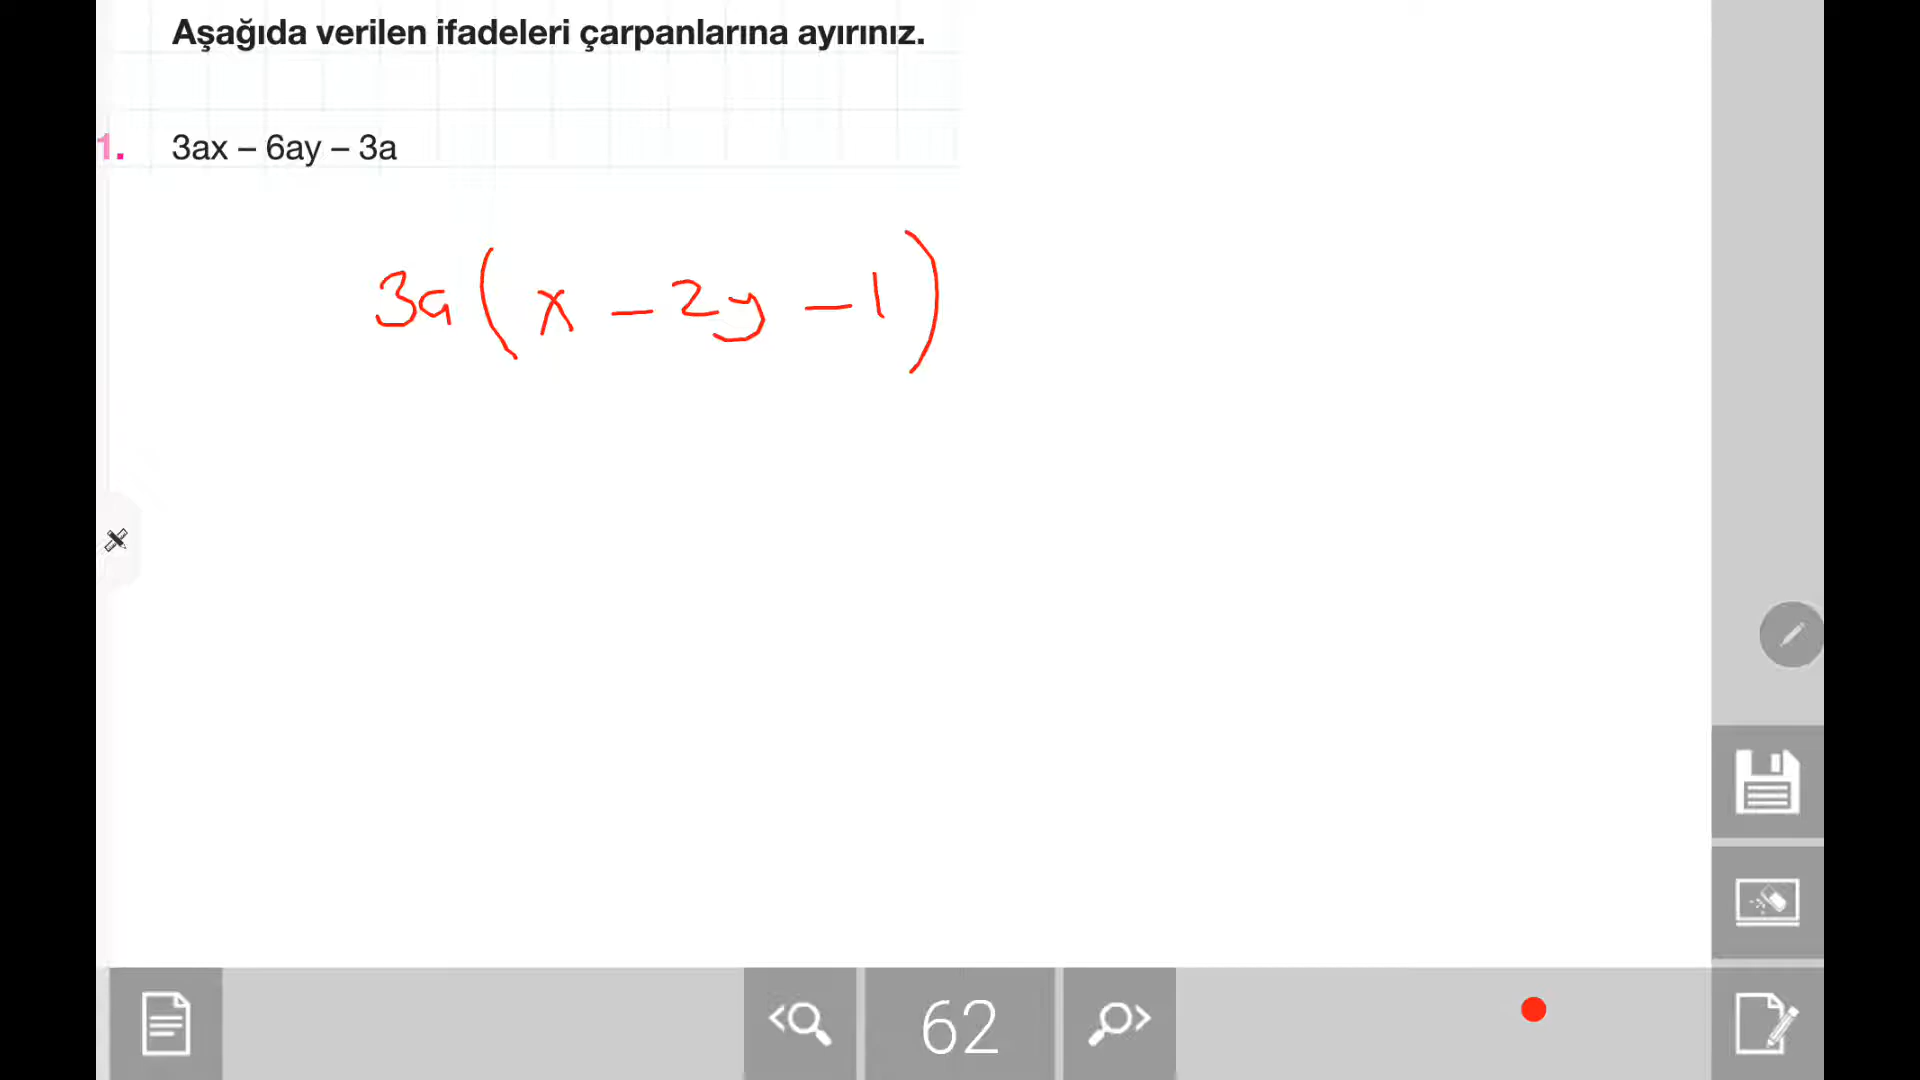 Aşağıda verilen ifadeleri çarpanlarına ayırınız.
1. 3ax – 6ay – 3a
3a(x – 2y – 1)
62